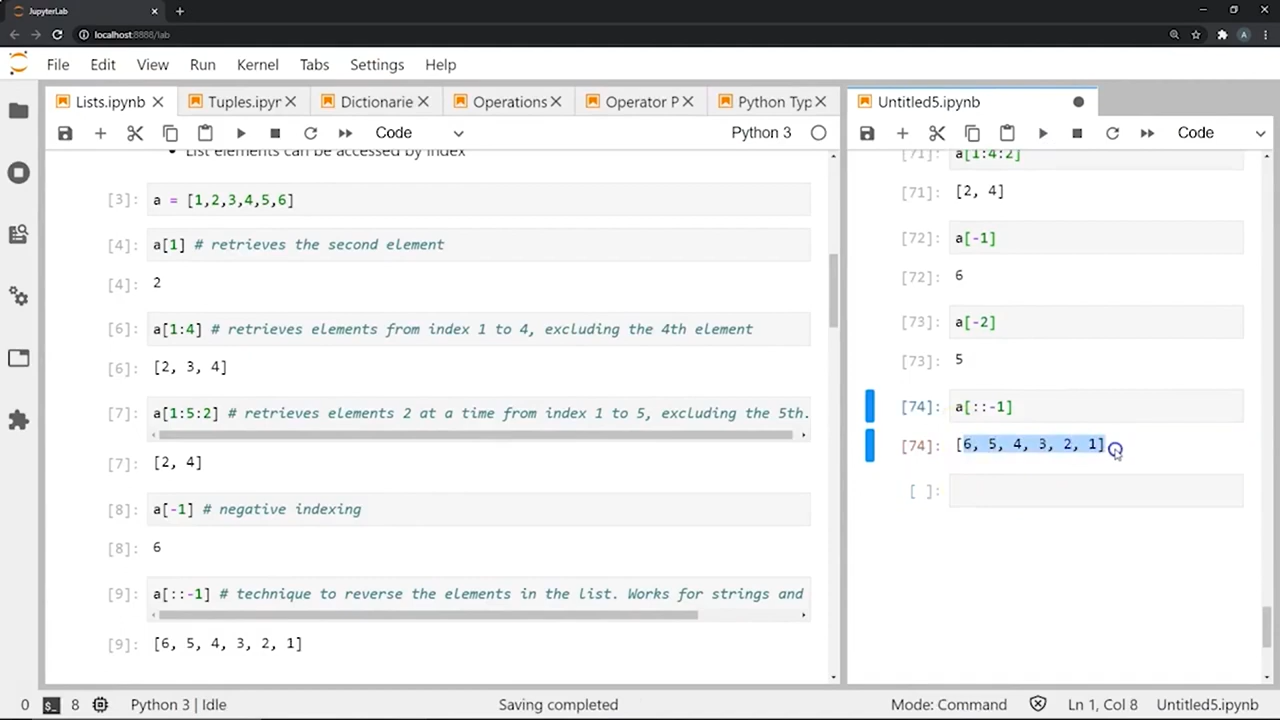 JupyterLab
localhost:8888/lab
File Edit View Run Kernel Tabs Settings Help
Lists.ipynb
Tuples.ipyr
Dictionarie
Operations
Operator P
Python Typ
Untitled5.ipynb
Code
Python 3
Code
List elements can be accessed by index
[3]: a = [1,2,3,4,5,6]
[4]: a[1] # retrieves the second element
[4]: 2
[6]: a[1:4] # retrieves elements from index 1 to 4, excluding the 4th element
[6]: [2, 3, 4]
[7]: a[1:5:2] # retrieves elements 2 at a time from index 1 to 5, excluding the 5th.
[7]: [2, 4]
[8]: a[-1] # negative indexing
[8]: 6
[9]: a[::-1] # technique to reverse the elements in the list. Works for strings and
[9]: [6, 5, 4, 3, 2, 1]
[71]: a[1:4:2]
[71]: [2, 4]
[72]: a[-1]
[72]: 6
[73]: a[-2]
[73]: 5
[74]: a[::-1]
[74]: [6, 5, 4, 3, 2, 1]
[ ]:
0 8 Python 3 | Idle Saving completed Mode: Command Ln 1, Col 8 Untitled5.ipynb